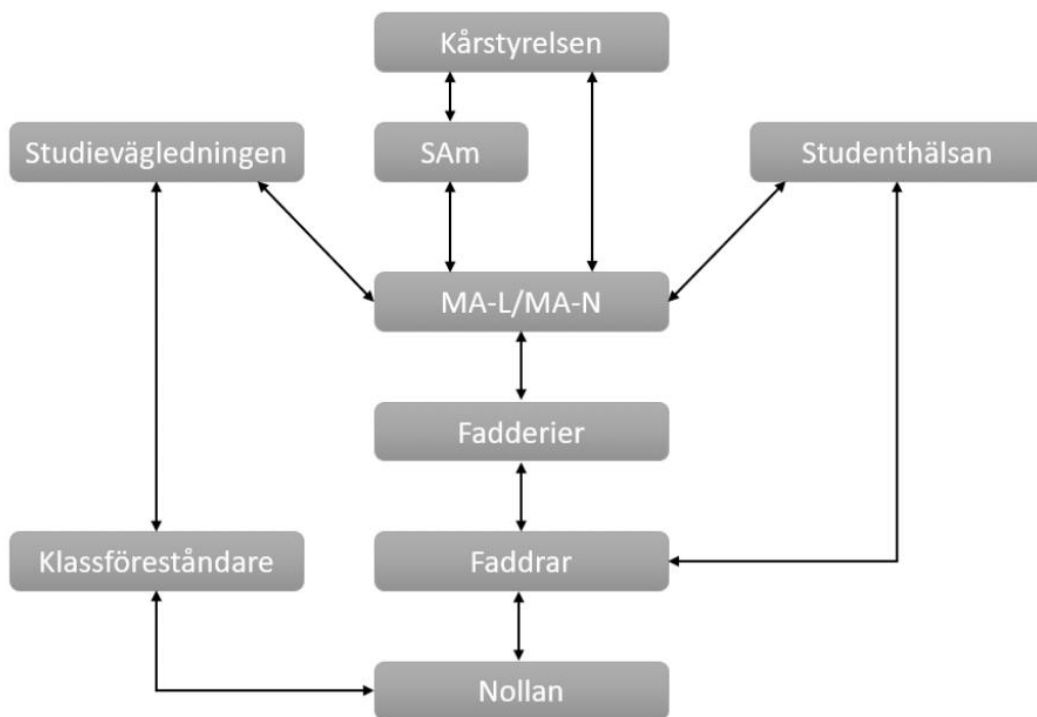 Kårstyrelsen
Studievägledningen
SAm
Studenthälsan
MA-L/MA-N
Fadderier
Klassföreståndare
Faddrar
Nollan